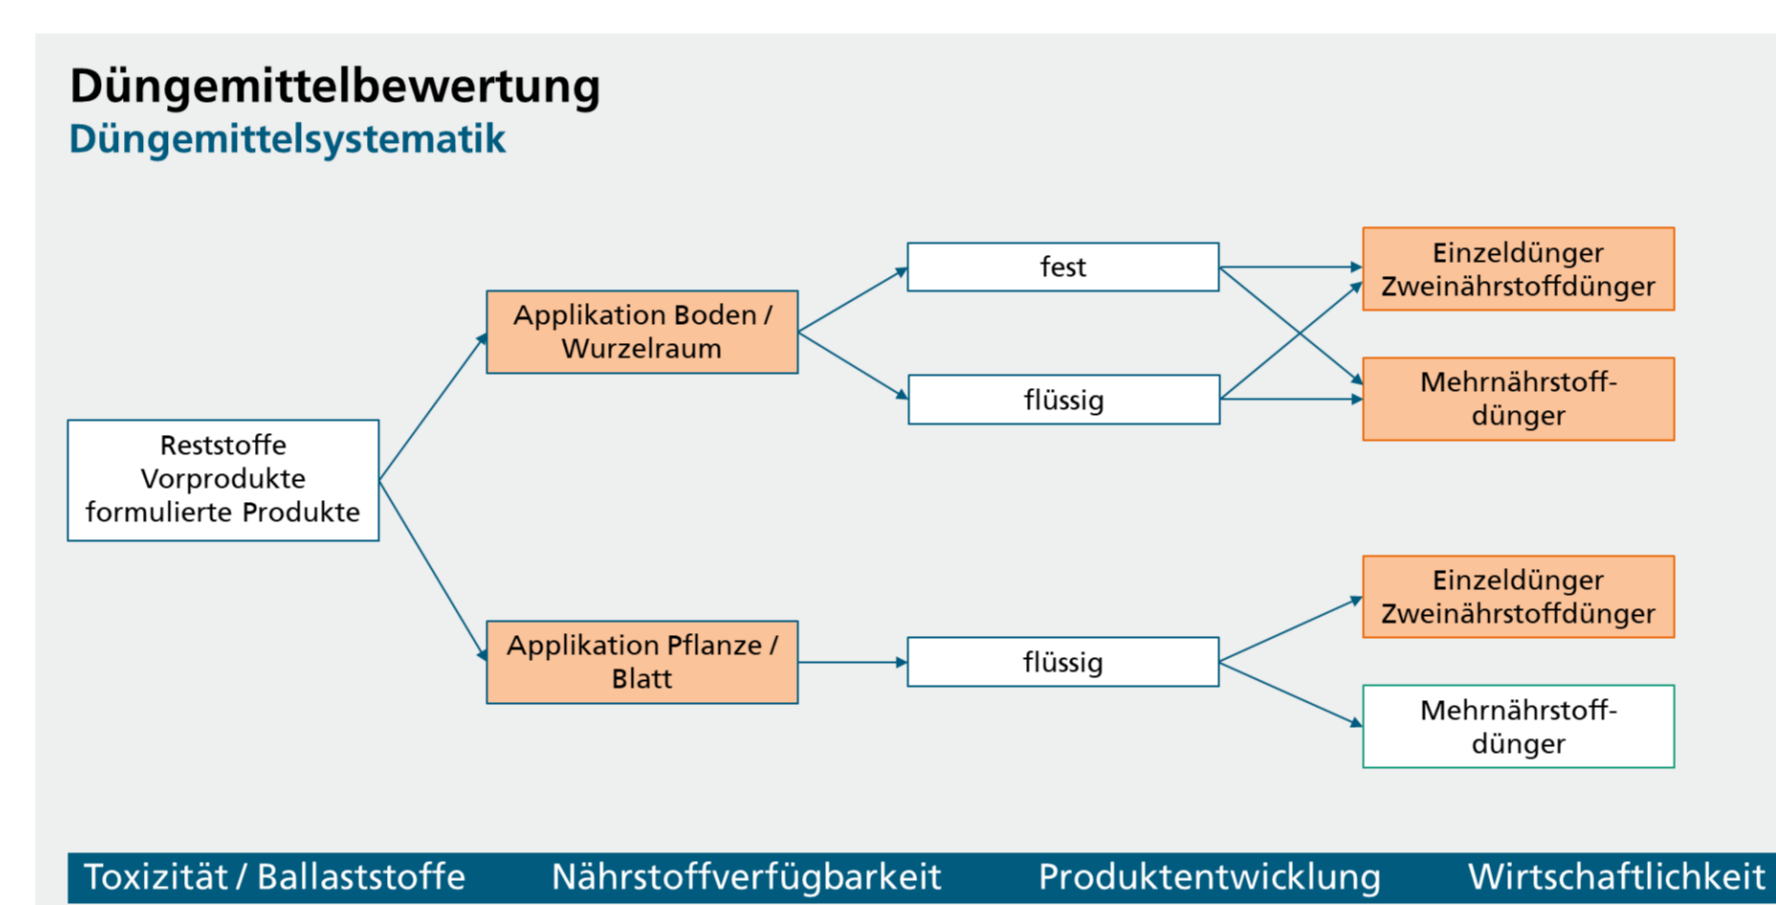 Düngemittelbewertung
Düngemittelsystematik
Reststoffe
Vorprodukte
formulierte Produkte
Applikation Boden /
Wurzelraum
Applikation Pflanze /
Blatt
fest
flüssig
flüssig
Einzeldünger
Zweinährstoffdünger
Mehrnährstoff-
dünger
Einzeldünger
Zweinährstoffdünger
Mehrnährstoff-
dünger
Toxizität / Ballaststoffe Nährstoffverfügbarkeit Produktentwicklung Wirtschaftlichkeit